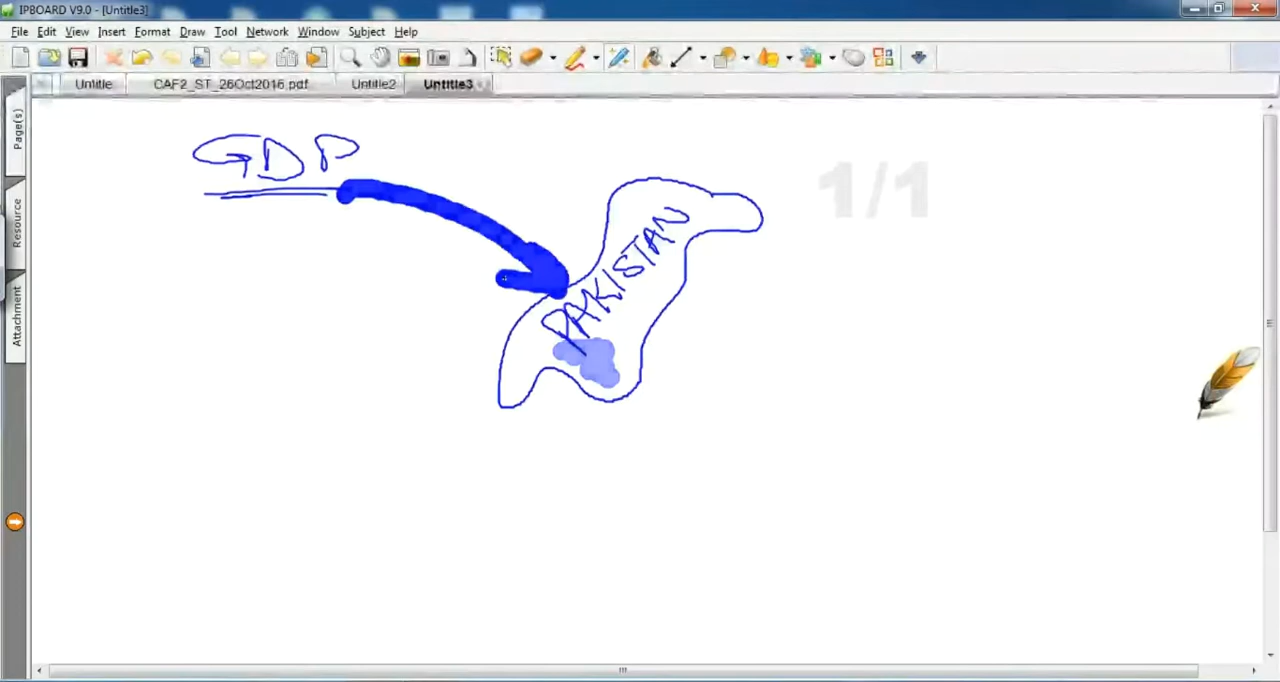 IPBOARD V9.0 - [Untitle3]
File Edit View Insert Format Draw Tool Network Window Subject Help
Untitle CAF2_ST_26Oct2016.pdf Untitle2 Untitle3
Page(s)
Resource
Attachment
1/1
GDP
PAKISTAN